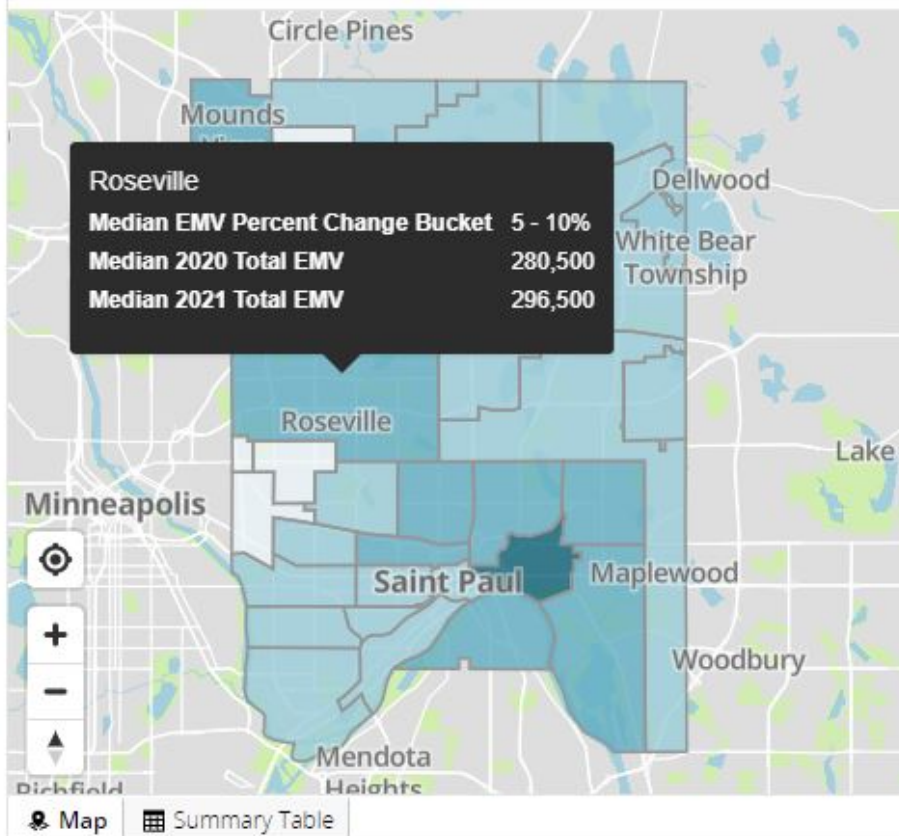 Circle Pines
Mounds
Roseville
Median EMV Percent Change Bucket 5 - 10%
Median 2020 Total EMV 280,500
Median 2021 Total EMV 296,500
Dellwood
White Bear
Township
Roseville
Lake
Minneapolis
Saint Paul
Maplewood
Woodbury
Mendota
Heights
Richfield
Map
Summary Table